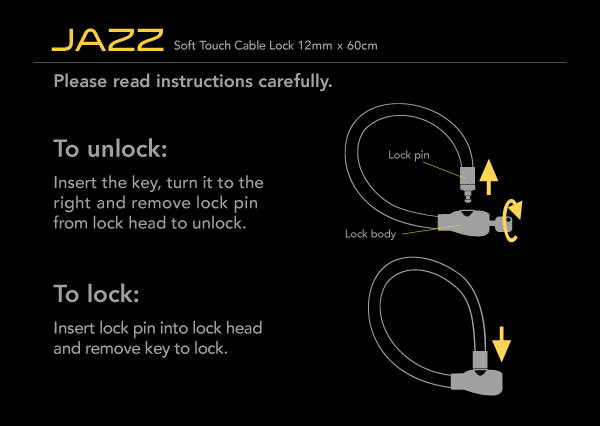 JAZZ Soft Touch Cable Lock 12mm x 60cm
Please read instructions carefully.
To unlock:
Insert the key, turn it to the
right and remove lock pin
from lock head to unlock.
Lock pin
Lock body
To lock:
Insert lock pin into lock head
and remove key to lock.